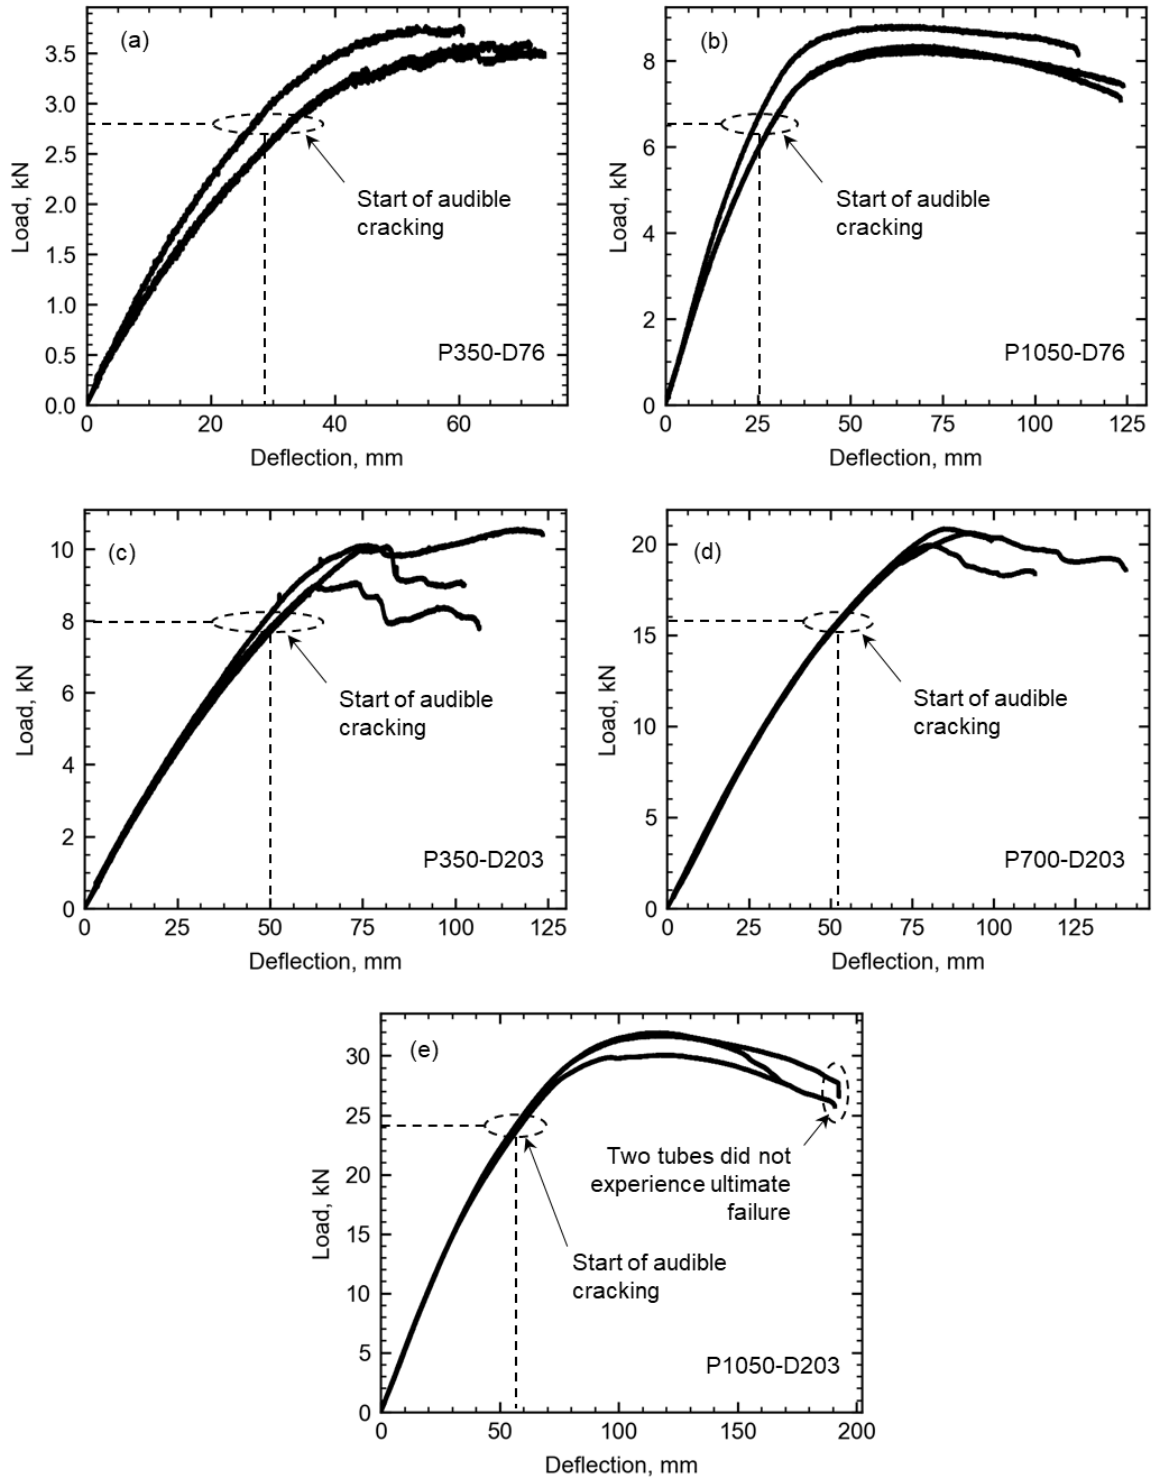 (a)
3.5
3.0
2.5
2.0
1.5
1.0
0.5
0.0
Load, kN
Start of audible
cracking
P350-D76
0 20 40 60
Deflection, mm
(b)
8
6
4
2
0
Load, kN
Start of audible
cracking
P1050-D76
0 25 50 75 100 125
Deflection, mm
(c)
10
8
6
4
2
0
Load, kN
Start of audible
cracking
P350-D203
0 25 50 75 100 125
Deflection, mm
(d)
20
15
10
5
0
Load, kN
Start of audible
cracking
P700-D203
0 25 50 75 100 125
Deflection, mm
(e)
30
25
20
15
10
5
0
Load, kN
Two tubes did not
experience ultimate
failure
Start of audible
cracking
P1050-D203
0 50 100 150 200
Deflection, mm